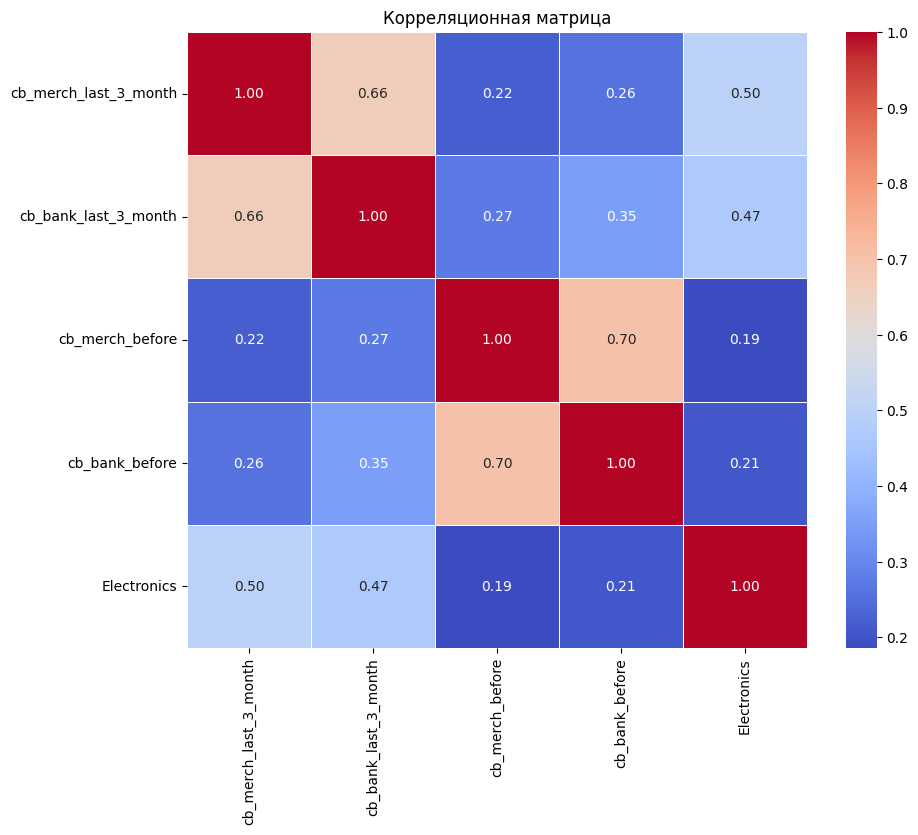 Корреляционная матрица
cb_merch_last_3_month 1.00 0.66 0.22 0.26 0.50
cb_bank_last_3_month 0.66 1.00 0.27 0.35 0.47
cb_merch_before 0.22 0.27 1.00 0.70 0.19
cb_bank_before 0.26 0.35 0.70 1.00 0.21
Electronics 0.50 0.47 0.19 0.21 1.00
cb_merch_last_3_month
cb_bank_last_3_month
cb_merch_before
cb_bank_before
Electronics
1.0
0.9
0.8
0.7
0.6
0.5
0.4
0.3
0.2